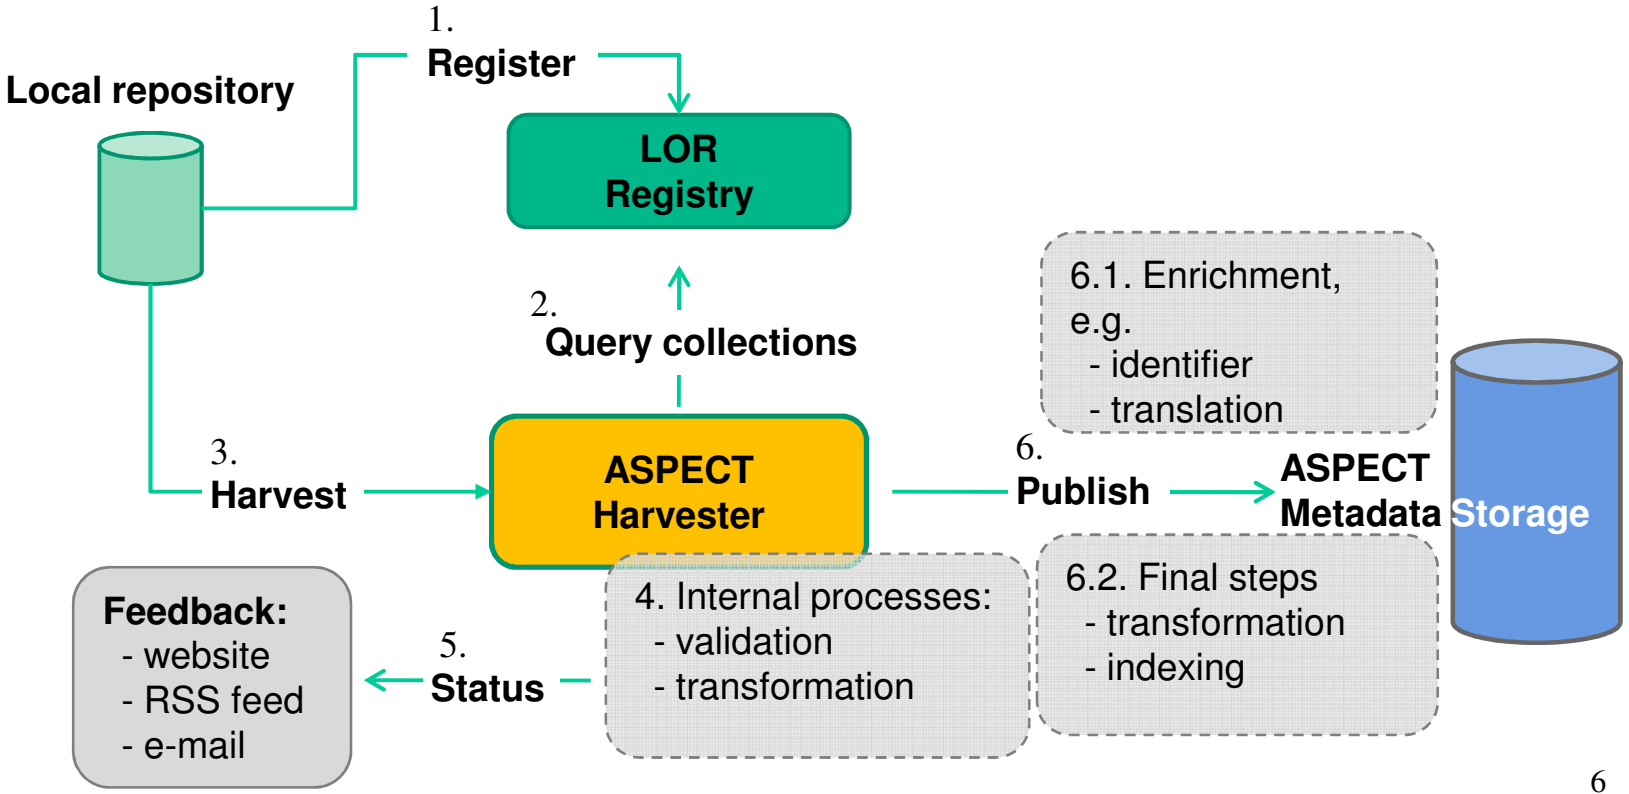 1.
Register
Local repository
LOR
Registry
2.
Query collections
6.1. Enrichment,
e.g.
- identifier
- translation
3.
Harvest
ASPECT
Harvester
6.
Publish
ASPECT
Metadata Storage
Feedback:
- website
- RSS feed
- e-mail
5.
Status
4. Internal processes:
- validation
- transformation
6.2. Final steps
- transformation
- indexing
6